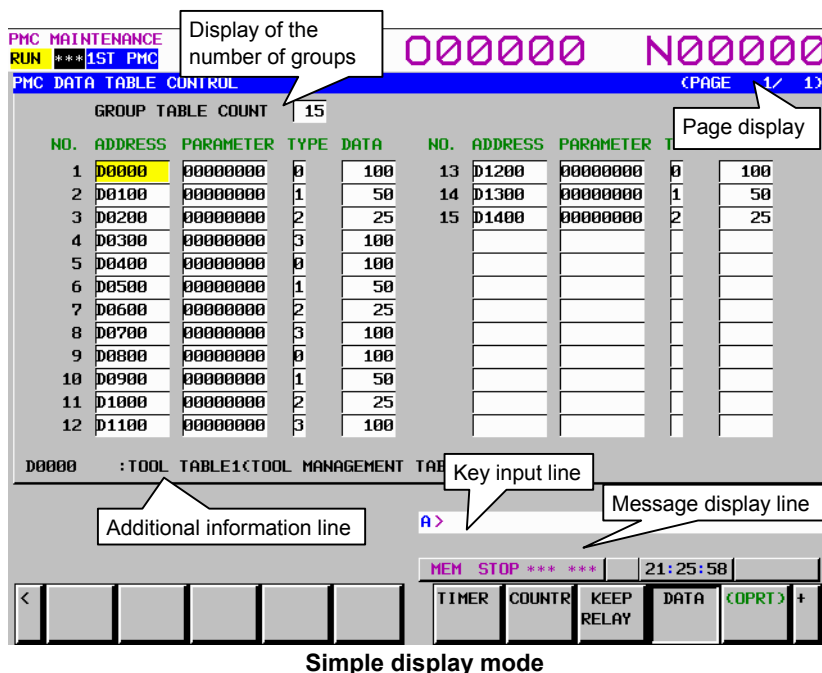 PMC MAINTENANCE
RUN *** 1ST PMC
Display of the
number of groups
O00000 N00000
PMC DATA TABLE CONTROL (PAGE 1/ 1)
GROUP TABLE COUNT 15
Page display
NO. ADDRESS PARAMETER TYPE DATA NO. ADDRESS PARAMETER T
1 D0000 00000000 0 100 13 D1200 00000000 0 100
2 D0100 00000000 1 50 14 D1300 00000000 1 50
3 D0200 00000000 2 25 15 D1400 00000000 2 25
4 D0300 00000000 3 100
5 D0400 00000000 0 100
6 D0500 00000000 1 50
7 D0600 00000000 2 25
8 D0700 00000000 3 100
9 D0800 00000000 0 100
10 D0900 00000000 1 50
11 D1000 00000000 2 25
12 D1100 00000000 3 100
D0000 :TOOL TABLE1(TOOL MANAGEMENT TAB
Key input line
Additional information line
Message display line
A>
MEM STOP *** *** 21:25:58
< TIMER COUNTR KEEP RELAY DATA (OPRT) +
Simple display mode